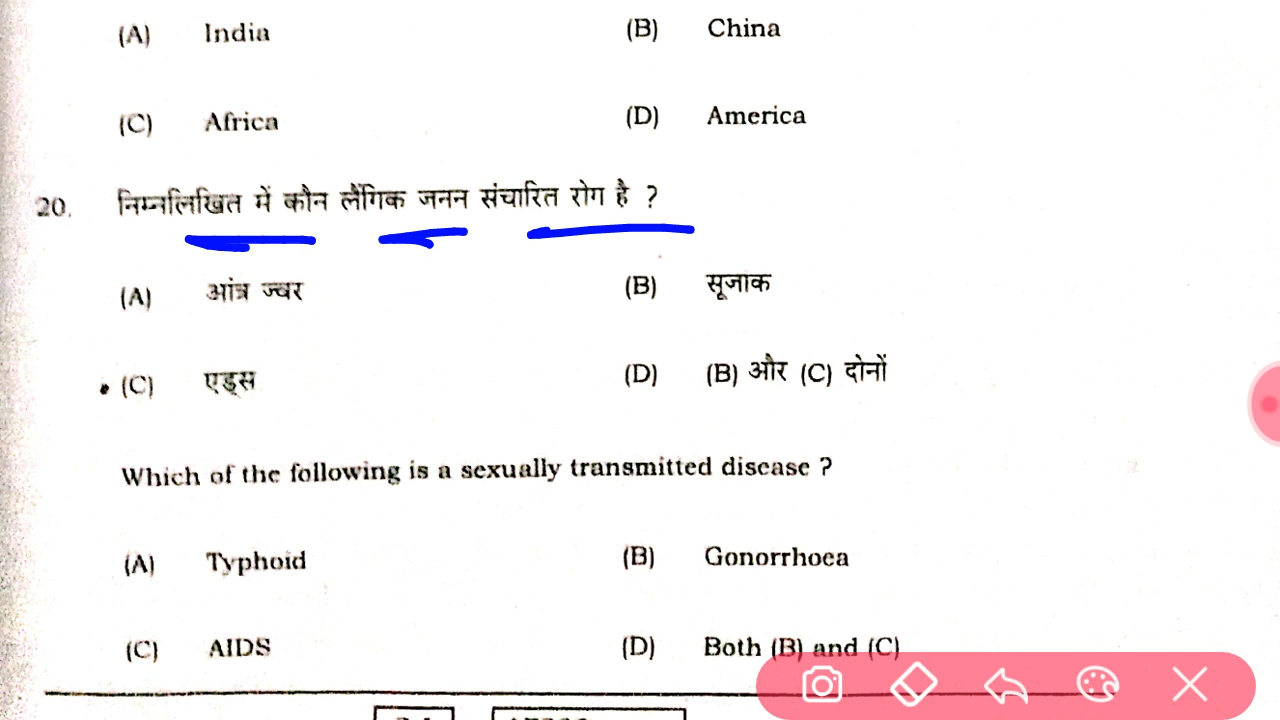 (A) India (B) China
(C) Africa (D) America
20. निम्नलिखित में कौन लैंगिक जनन संचारित रोग है ?
(A) आंत्र ज्वर (B) सूजाक
(C) एड्स (D) (B) और (C) दोनों
Which of the following is a sexually transmitted disease ?
(A) Typhoid (B) Gonorrhoea
(C) AIDS (D) Both (B) and (C)